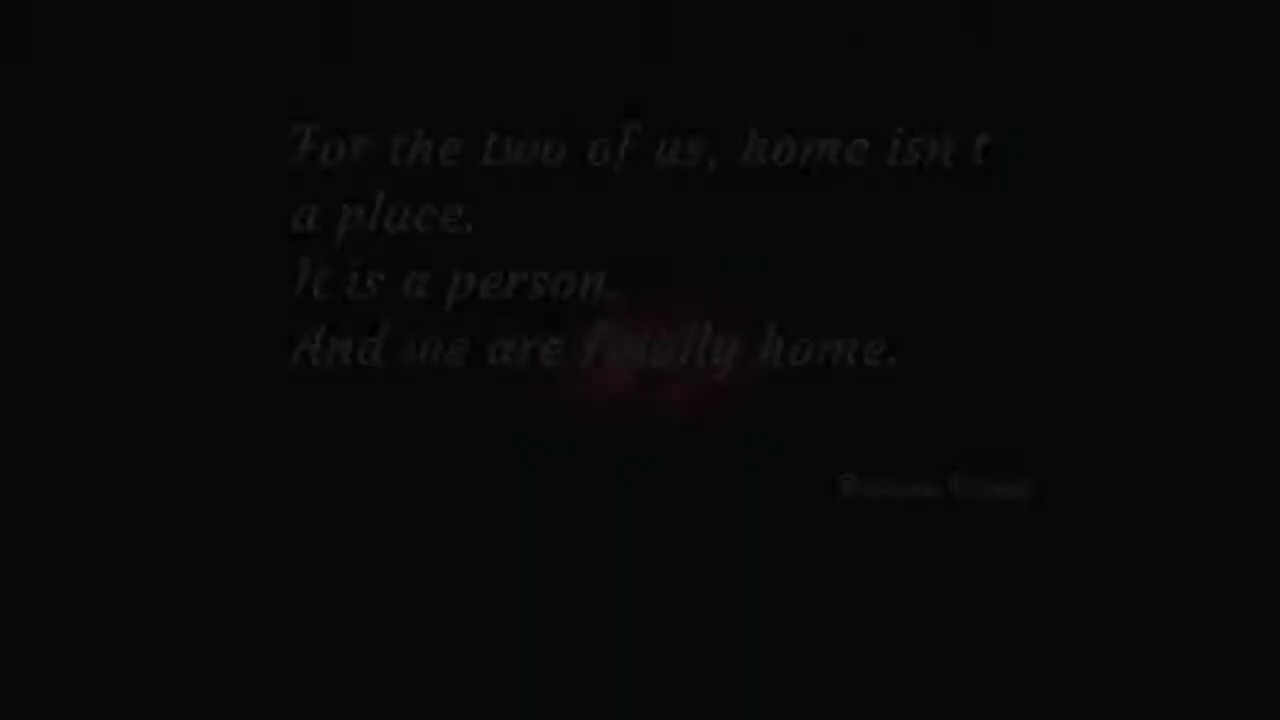 For the two of us, home isn't
a place.
It is a person.
And we are finally home.